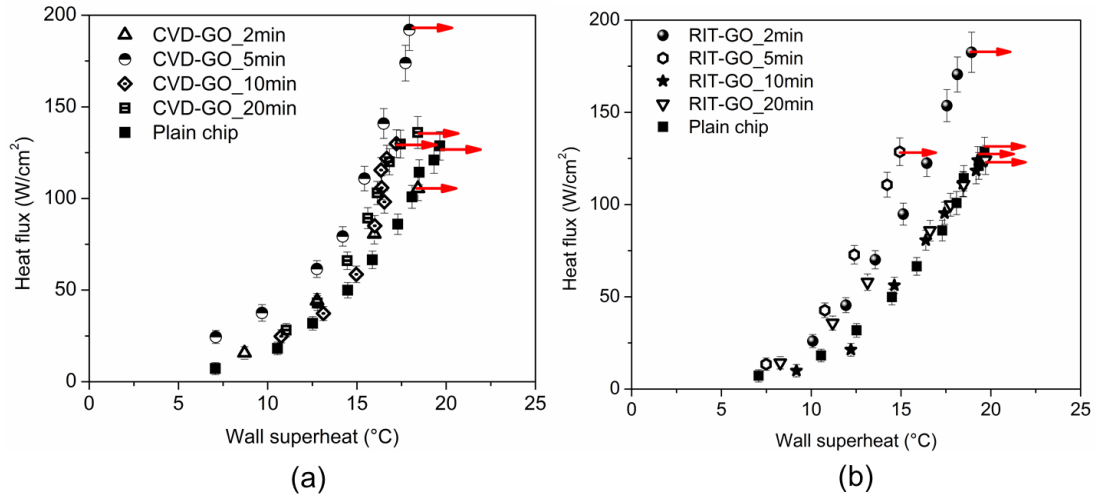 200
150
100
50
0
Heat flux (W/cm²)
CVD-GO_2min
CVD-GO_5min
CVD-GO_10min
CVD-GO_20min
Plain chip
0 5 10 15 20 25
Wall superheat (°C)
(a)
200
150
100
50
0
Heat flux (W/cm²)
RIT-GO_2min
RIT-GO_5min
RIT-GO_10min
RIT-GO_20min
Plain chip
0 5 10 15 20 25
Wall superheat (°C)
(b)